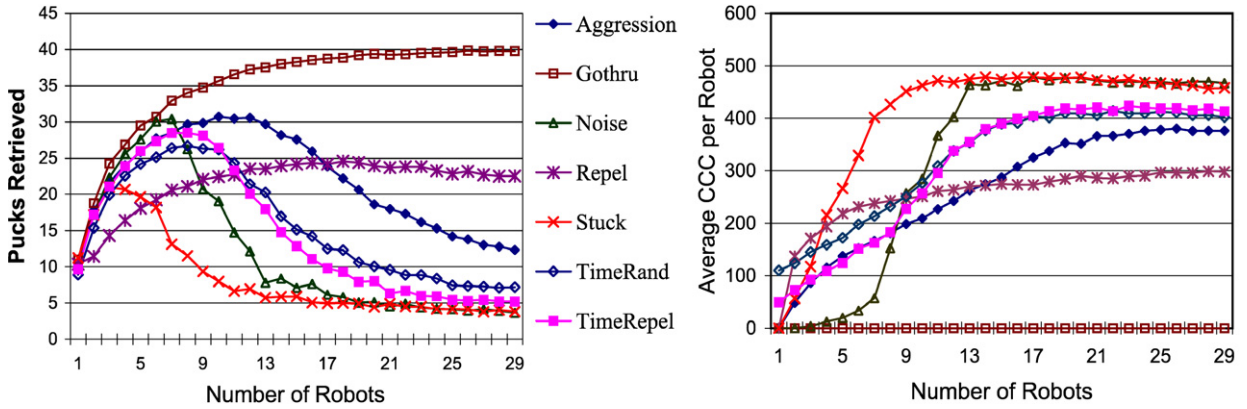 Pucks Retrieved
45
40
35
30
25
20
15
10
5
0
1 5 9 13 17 21 25 29
Number of Robots
Aggression
Gothru
Noise
Repel
Stuck
TimeRand
TimeRepel
Average CCC per Robot
600
500
400
300
200
100
0
1 5 9 13 17 21 25 29
Number of Robots